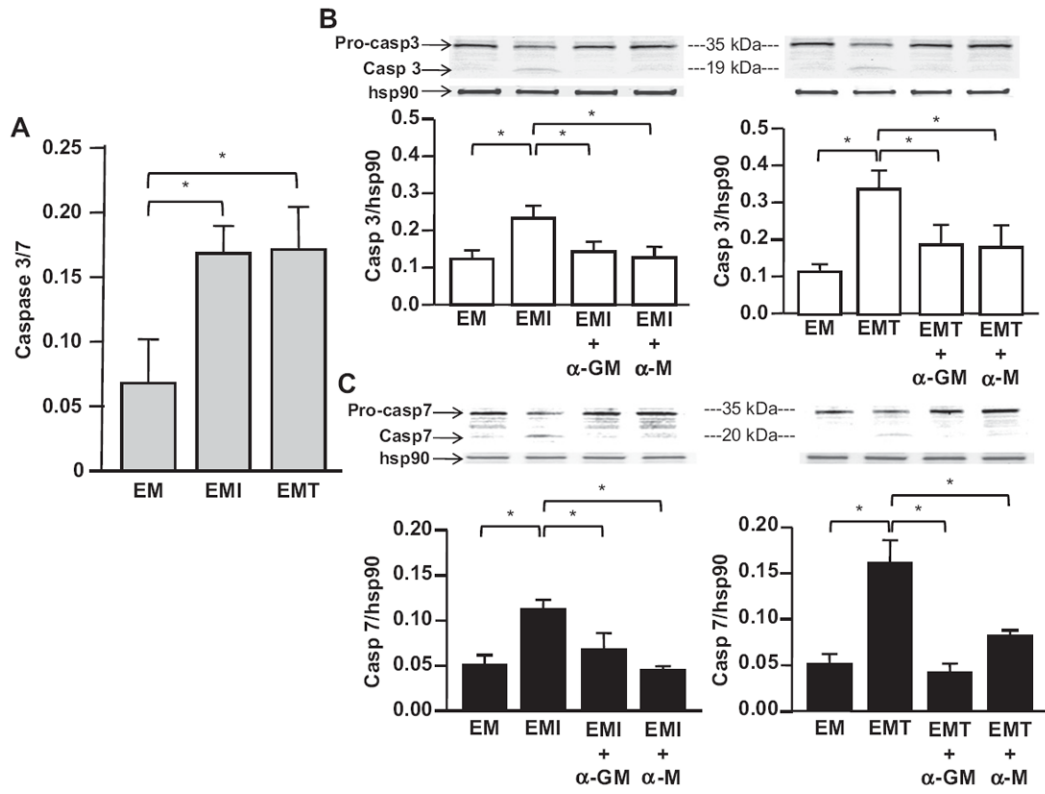 B
Pro-casp3 ---35 kDa---
Casp 3 ---19 kDa---
hsp90
A
Caspase 3/7
0.25
0.20
0.15
0.10
0.05
0
*
*
EM EMI EMT
Casp 3/hsp90
0.5
0.4
0.3
0.2
0.1
0.0
*
* *
EM EMI EMI EMI
+ +
α-GM α-M
Casp 3/hsp90
0.5
0.4
0.3
0.2
0.1
0.0
*
* *
EM EMT EMT EMT
+ +
α-GM α-M
C
Pro-casp7 ---35 kDa---
Casp7 ---20 kDa---
hsp90
Casp 7/hsp90
0.20
0.15
0.10
0.05
0.00
*
* *
EM EMI EMI EMI
+ +
α-GM α-M
Casp 7/hsp90
0.20
0.15
0.10
0.05
0.00
*
* *
EM EMT EMT EMT
+ +
α-GM α-M